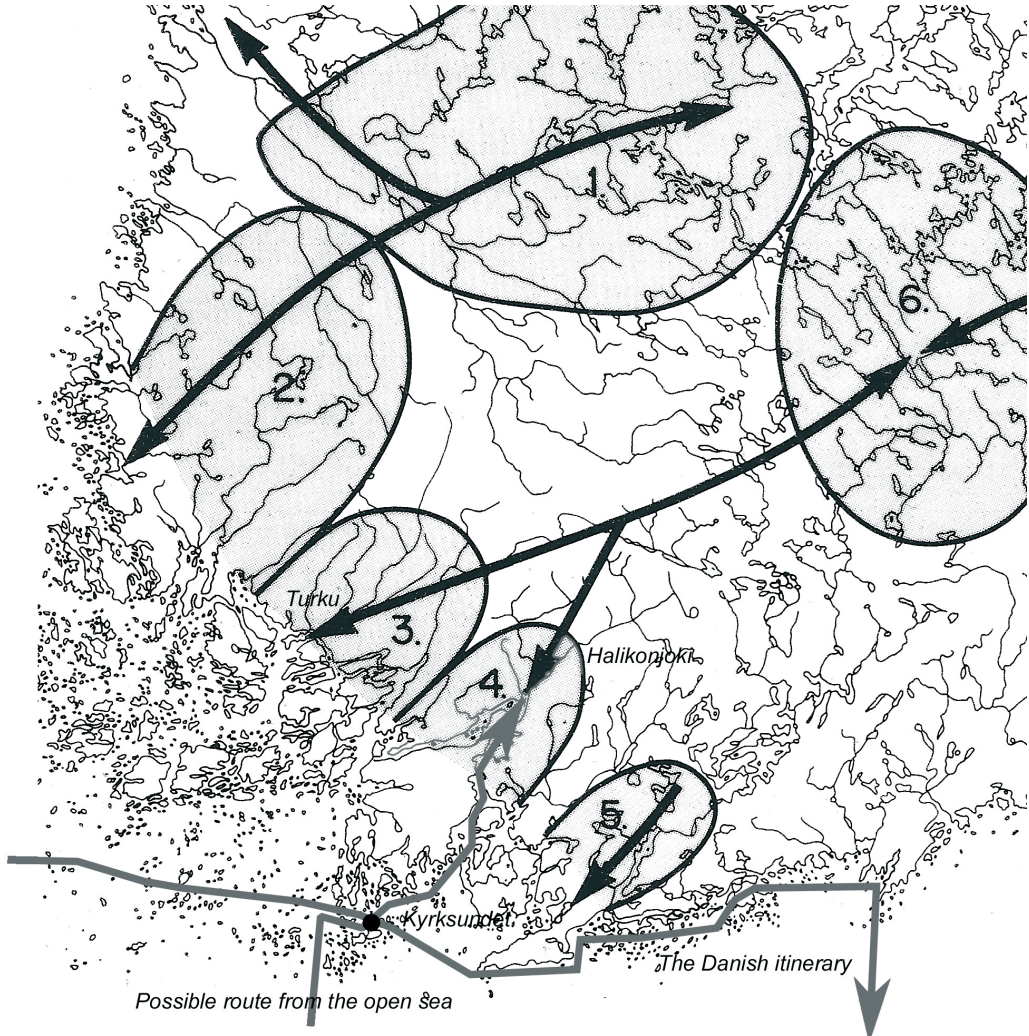 1.
6.
2.
Turku
3.
Halikonjoki
4.
5.
Kyrksundet
The Danish itinerary
Possible route from the open sea